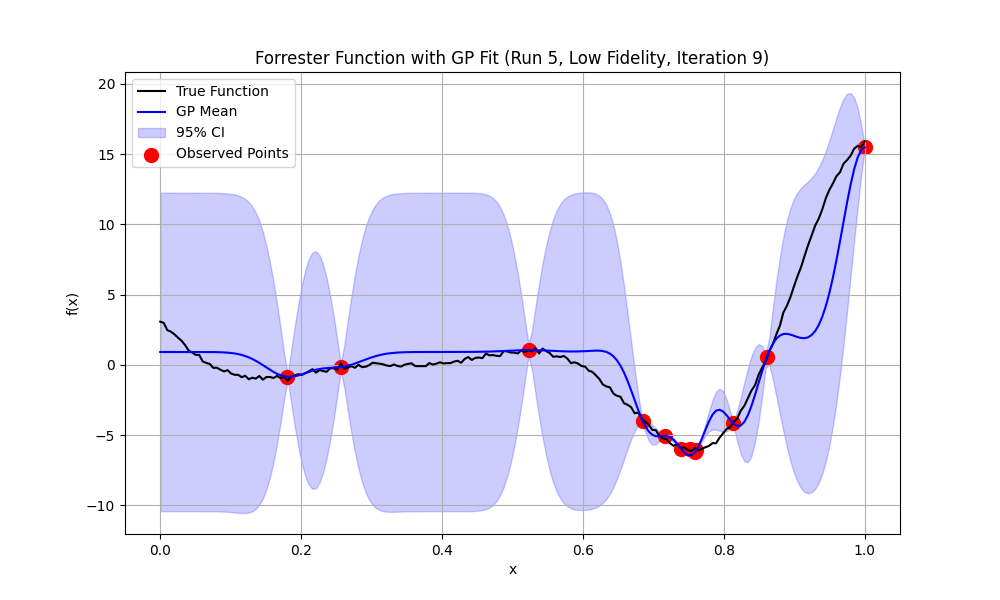 Forrester Function with GP Fit (Run 5, Low Fidelity, Iteration 9)
True Function
GP Mean
95% CI
Observed Points
20
15
10
5
0
−5
−10
f(x)
0.0 0.2 0.4 0.6 0.8 1.0
x